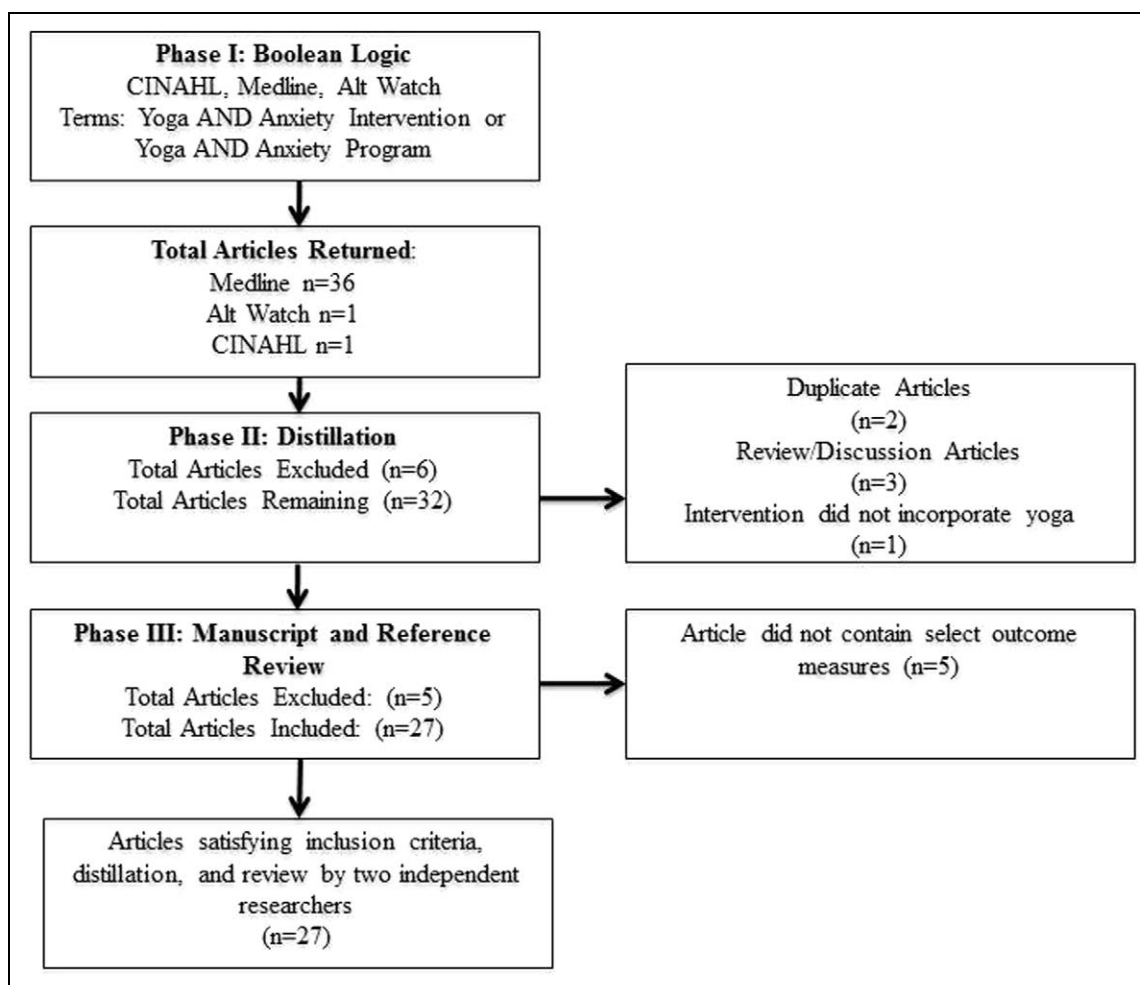 Phase I: Boolean Logic
CINAHL, Medline, Alt Watch
Terms: Yoga AND Anxiety Intervention or
Yoga AND Anxiety Program
Total Articles Returned:
Medline n=36
Alt Watch n=1
CINAHL n=1
Phase II: Distillation
Total Articles Excluded (n=6)
Total Articles Remaining (n=32)
Duplicate Articles
(n=2)
Review/Discussion Articles
(n=3)
Intervention did not incorporate yoga
(n=1)
Phase III: Manuscript and Reference
Review
Total Articles Excluded: (n=5)
Total Articles Included: (n=27)
Article did not contain select outcome
measures (n=5)
Articles satisfying inclusion criteria,
distillation, and review by two independent
researchers
(n=27)